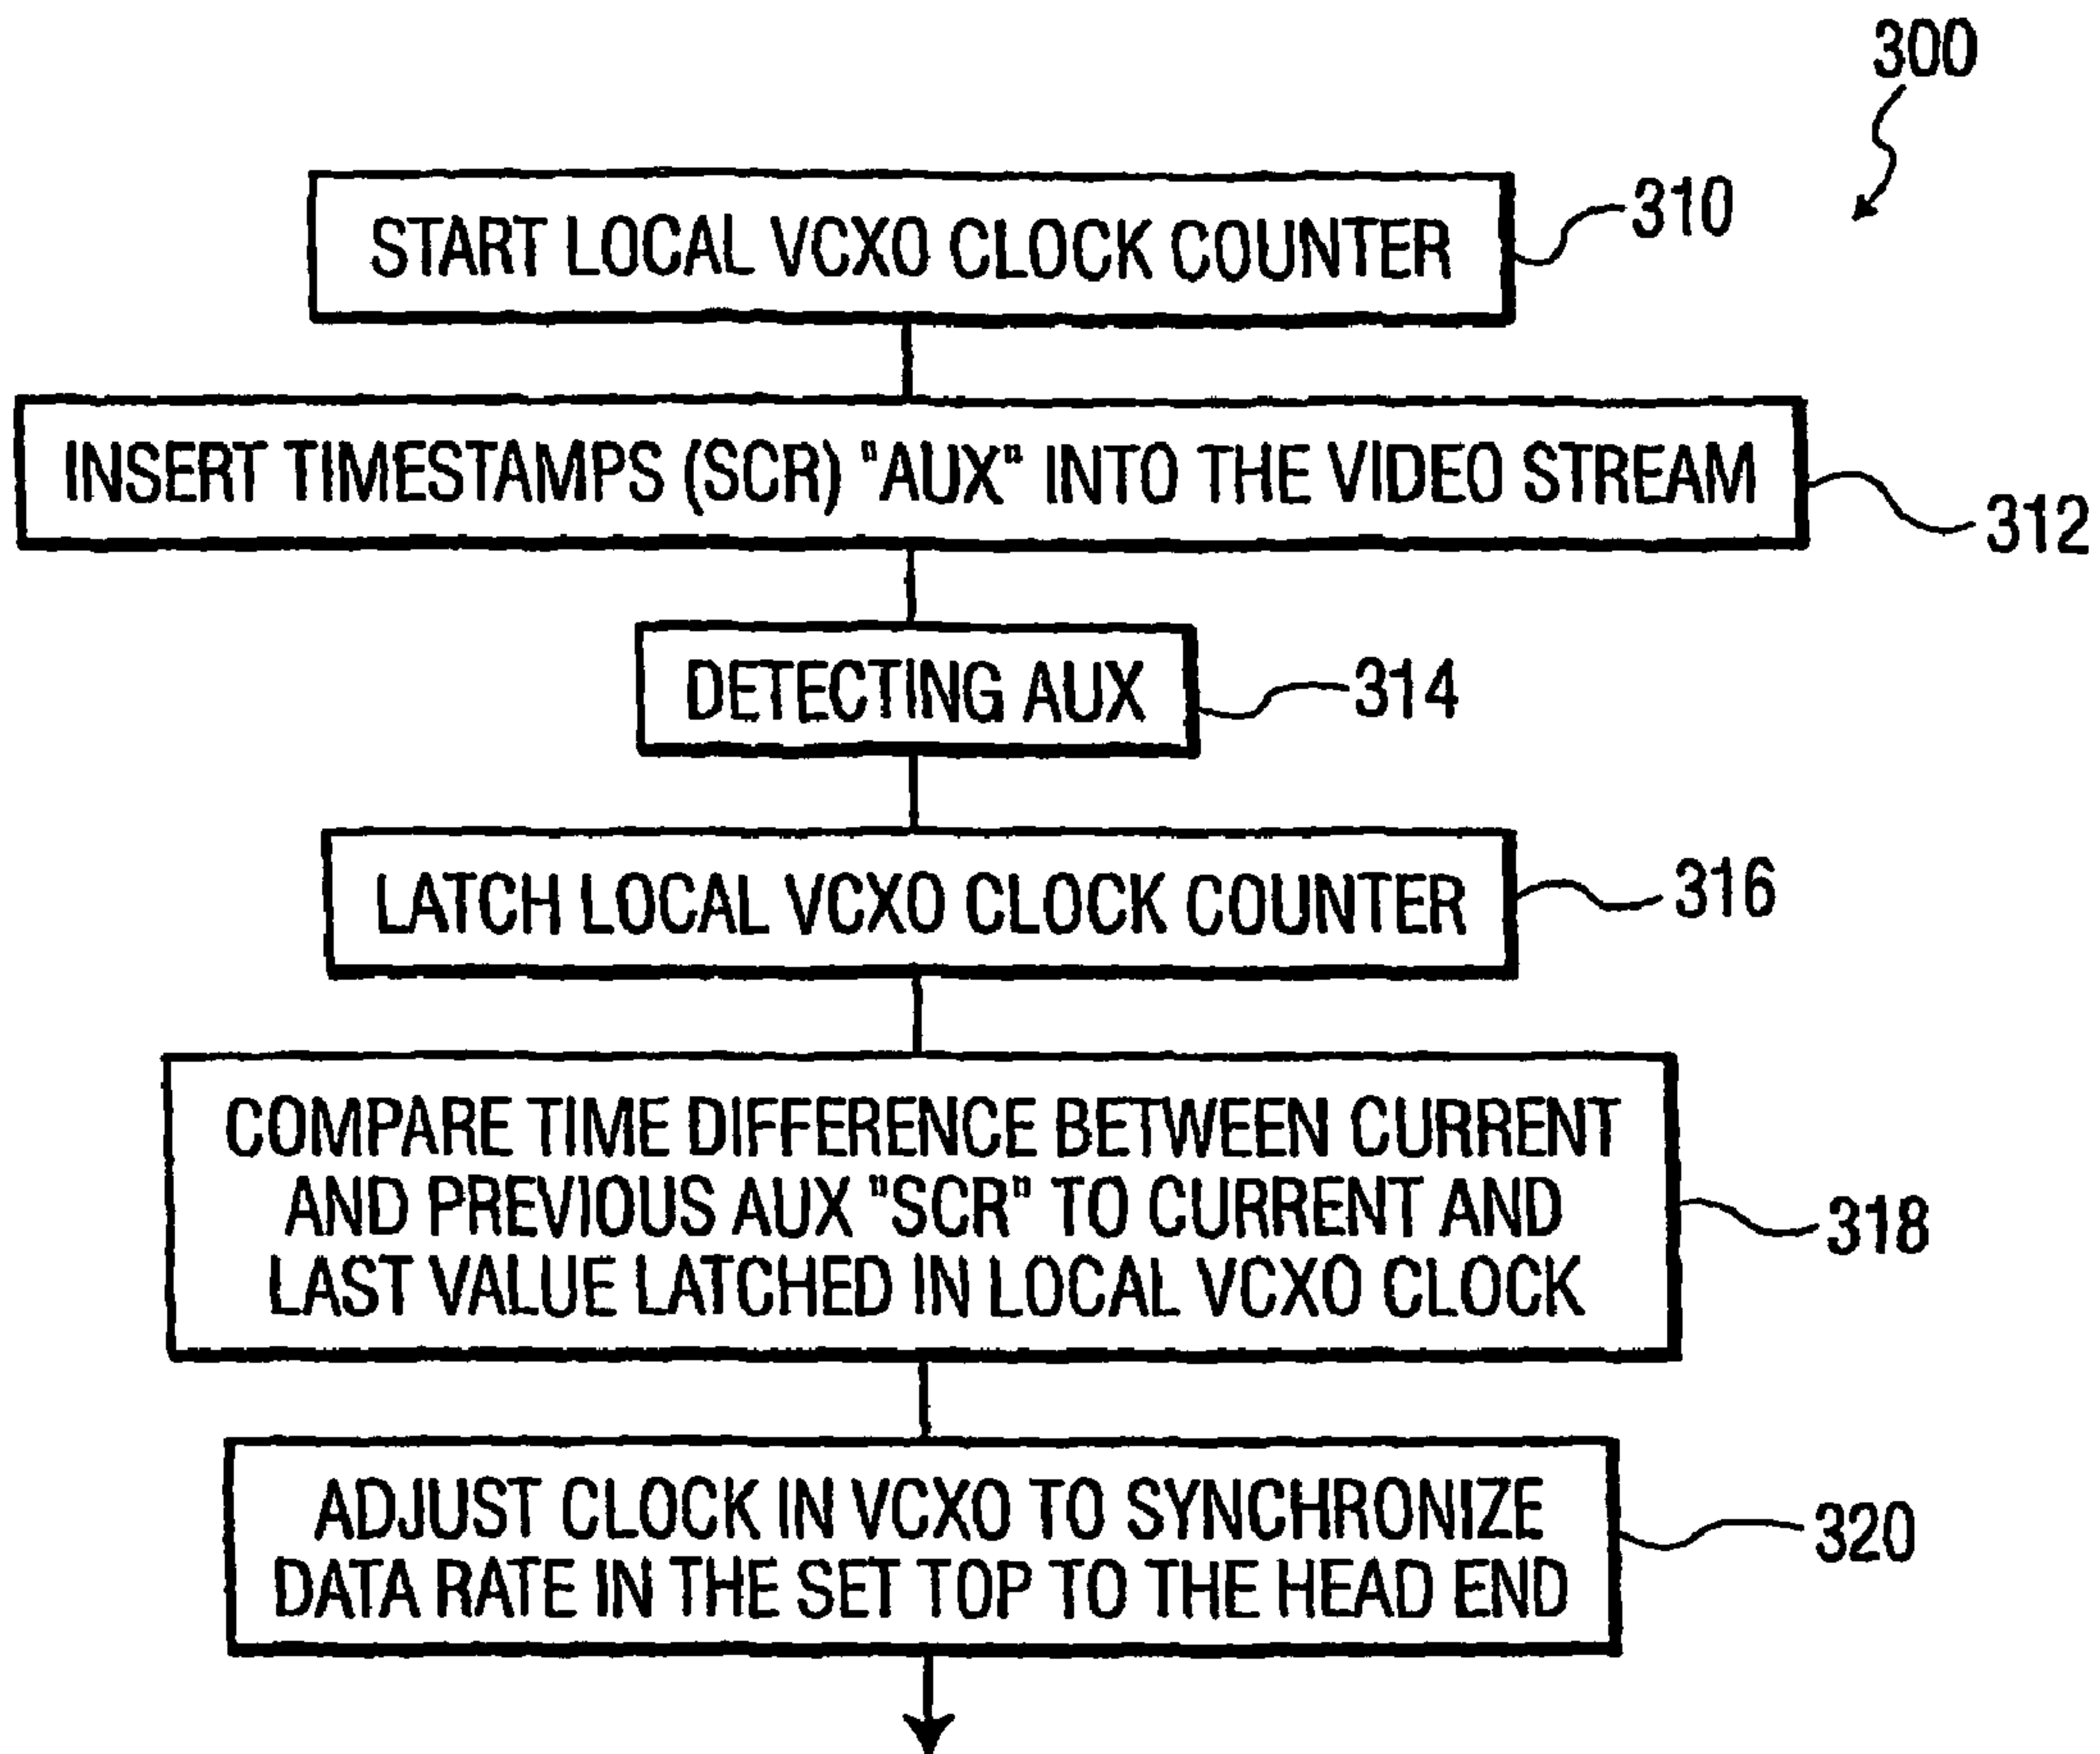 300
START LOCAL VCXO CLOCK COUNTER
310
INSERT TIMESTAMPS (SCR) "AUX" INTO THE VIDEO STREAM
312
DETECTING AUX
314
LATCH LOCAL VCXO CLOCK COUNTER
316
COMPARE TIME DIFFERENCE BETWEEN CURRENT
AND PREVIOUS AUX "SCR" TO CURRENT AND
LAST VALUE LATCHED IN LOCAL VCXO CLOCK
318
ADJUST CLOCK IN VCXO TO SYNCHRONIZE
DATA RATE IN THE SET TOP TO THE HEAD END
320